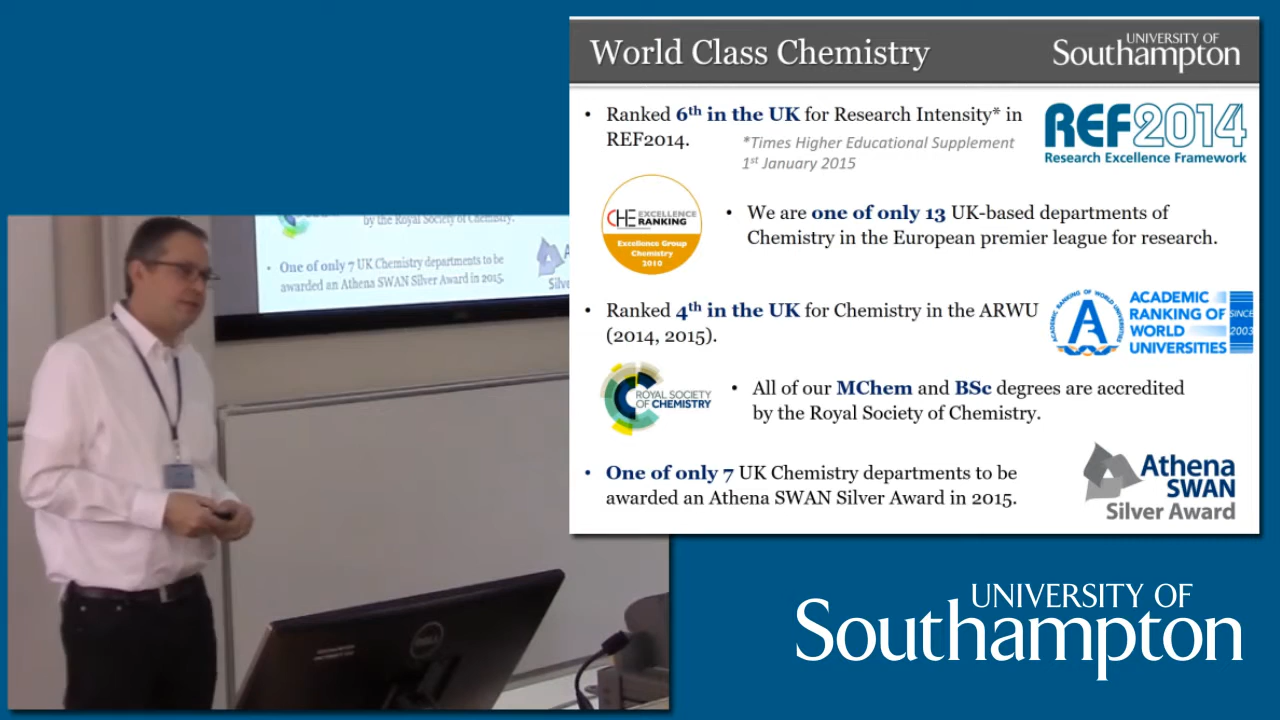 World Class Chemistry
UNIVERSITY OF
Southampton
• Ranked 6th in the UK for Research Intensity* in
REF2014.
*Times Higher Educational Supplement
1st January 2015
REF2014
Research Excellence Framework
CHE EXCELLENCE
RANKING
Excellence Group
Chemistry
2010
• We are one of only 13 UK-based departments of
Chemistry in the European premier league for research.
• Ranked 4th in the UK for Chemistry in the ARWU
(2014, 2015).
ACADEMIC RANKING OF WORLD UNIVERSITIES
ACADEMIC
RANKING OF
WORLD
UNIVERSITIES
SINCE
2003
ROYAL SOCIETY
OF CHEMISTRY
• All of our MChem and BSc degrees are accredited
by the Royal Society of Chemistry.
• One of only 7 UK Chemistry departments to be
awarded an Athena SWAN Silver Award in 2015.
Athena
SWAN
Silver Award
by the Royal Society of Chemistry.
• One of only 7 UK Chemistry departments to be
awarded an Athena SWAN Silver Award in 2015.
Silve
DELL
UNIVERSITY OF
Southampton